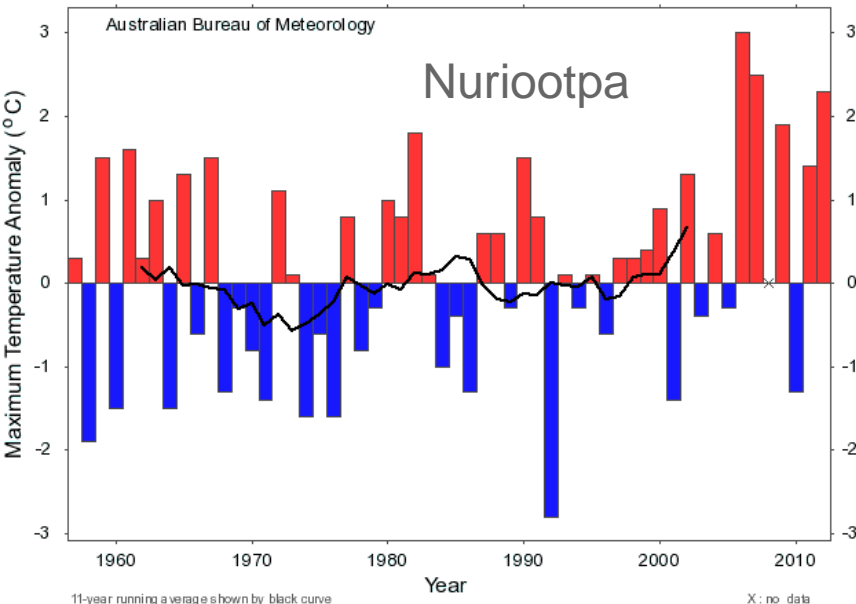 Australian Bureau of Meteorology
Nuriootpa
Maximum Temperature Anomaly (°C)
3
2
1
0
-1
-2
-3
3
2
1
0
-1
-2
-3
1960 1970 1980 1990 2000 2010
Year
11-year running average shown by black curve
X : no data